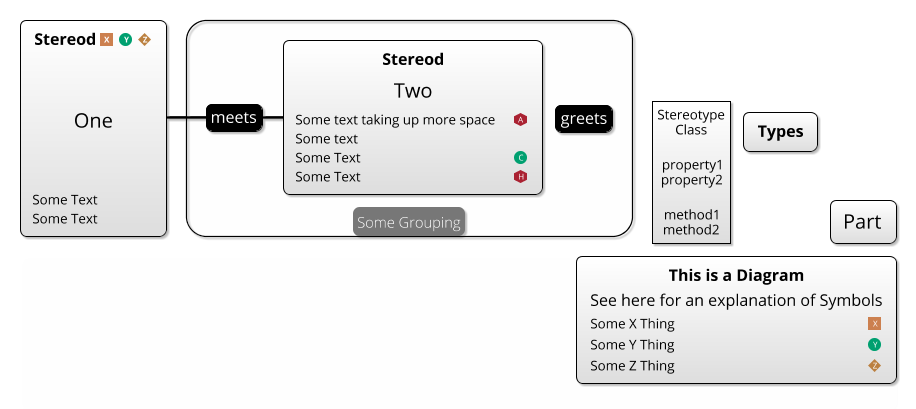 Stereod X Y Z
One
Some Text
Some Text
meets
Stereod
Two
Some text taking up more space A
Some text
Some Text C
Some Text H
greets
Some Grouping
Stereotype
Class
property1
property2
method1
method2
Types
Part
This is a Diagram
See here for an explanation of Symbols
Some X Thing X
Some Y Thing Y
Some Z Thing Z